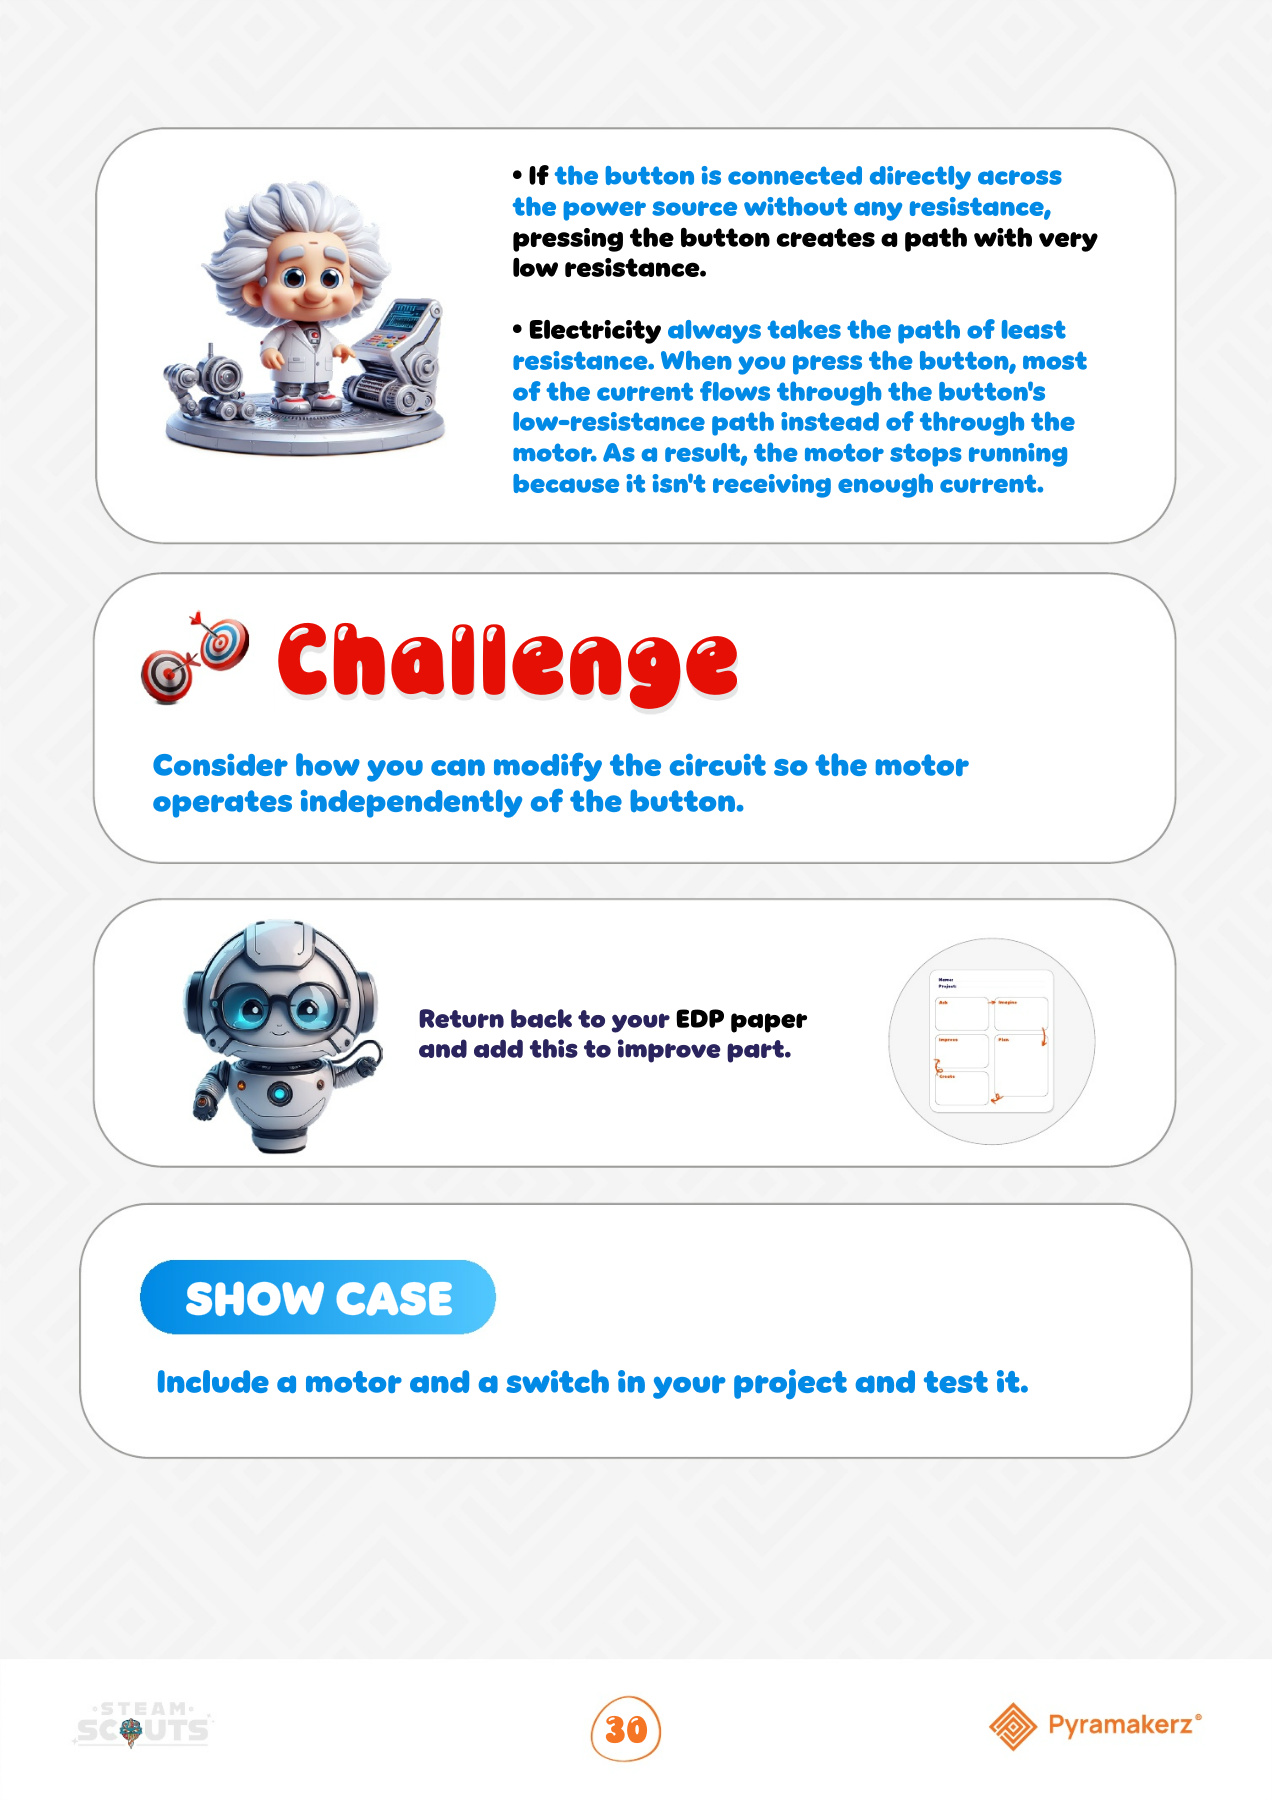 • If the button is connected directly across
the power source without any resistance,
pressing the button creates a path with very
low resistance.
• Electricity always takes the path of least
resistance. When you press the button, most
of the current flows through the button's
low-resistance path instead of through the
motor. As a result, the motor stops running
because it isn't receiving enough current.
Challenge
Consider how you can modify the circuit so the motor
operates independently of the button.
Return back to your EDP paper
and add this to improve part.
Name:
Project:
Ask
Imagine
Improve
Plan
Create
SHOW CASE
Include a motor and a switch in your project and test it.
STEAM
SCOUTS
30
Pyramakerz®